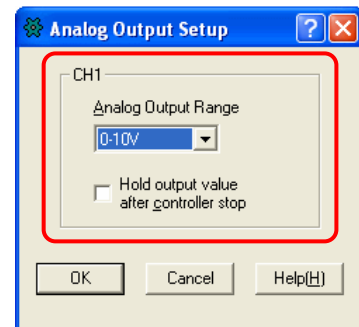 Analog Output Setup
CH1
Analog Output Range
0-10V
Hold output value
after controller stop
OK Cancel Help(H)